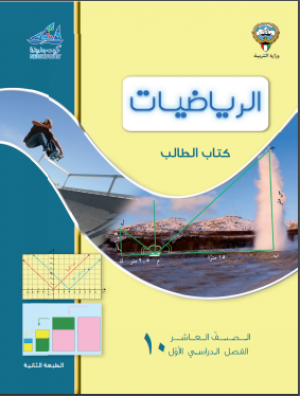 وزارة التربية
الرياضيات
كتاب الطالب
الصف العاشر
الفصل الدراسي الأول
١٠
الطبعة الثانية